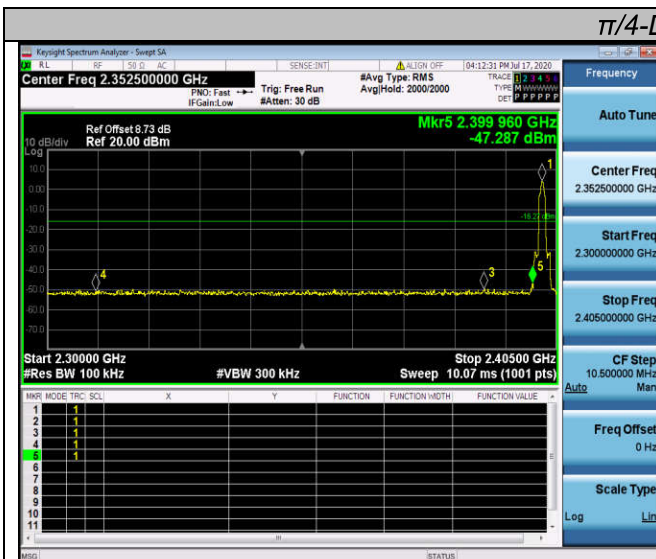 π/4-D
Keysight Spectrum Analyzer - Swept SA
RL RF 50 Ω AC SENSE:INT ALIGN OFF 04:12:31 PM Jul 17, 2020
Center Freq 2.352500000 GHz
PNO: Fast
IFGain:Low
Trig: Free Run
#Atten: 30 dB
#Avg Type: RMS
Avg|Hold: 2000/2000
TRACE 1 2 3 4 5 6
TYPE M W W W W W
DET P P P P P P
Ref Offset 8.73 dB
Ref 20.00 dBm
10 dB/div
Log
Mkr5 2.399 960 GHz
-47.287 dBm
10.0
0.00
-10.0
-20.0
-30.0
-40.0
-50.0
-60.0
-70.0
1
3
4
5
Start 2.30000 GHz
Stop 2.40500 GHz
#Res BW 100 kHz
#VBW 300 kHz
Sweep 10.07 ms (1001 pts)
MKR MODE TRC SCL X Y FUNCTION FUNCTION WIDTH FUNCTION VALUE
1 1
2 1
3 1
4 1
5 1
6
7
8
9
10
11
MSG STATUS
Frequency
Auto Tune
Center Freq
2.352500000 GHz
Start Freq
2.300000000 GHz
Stop Freq
2.405000000 GHz
CF Step
10.500000 MHz
Auto Man
Freq Offset
0 Hz
Scale Type
Log Lin